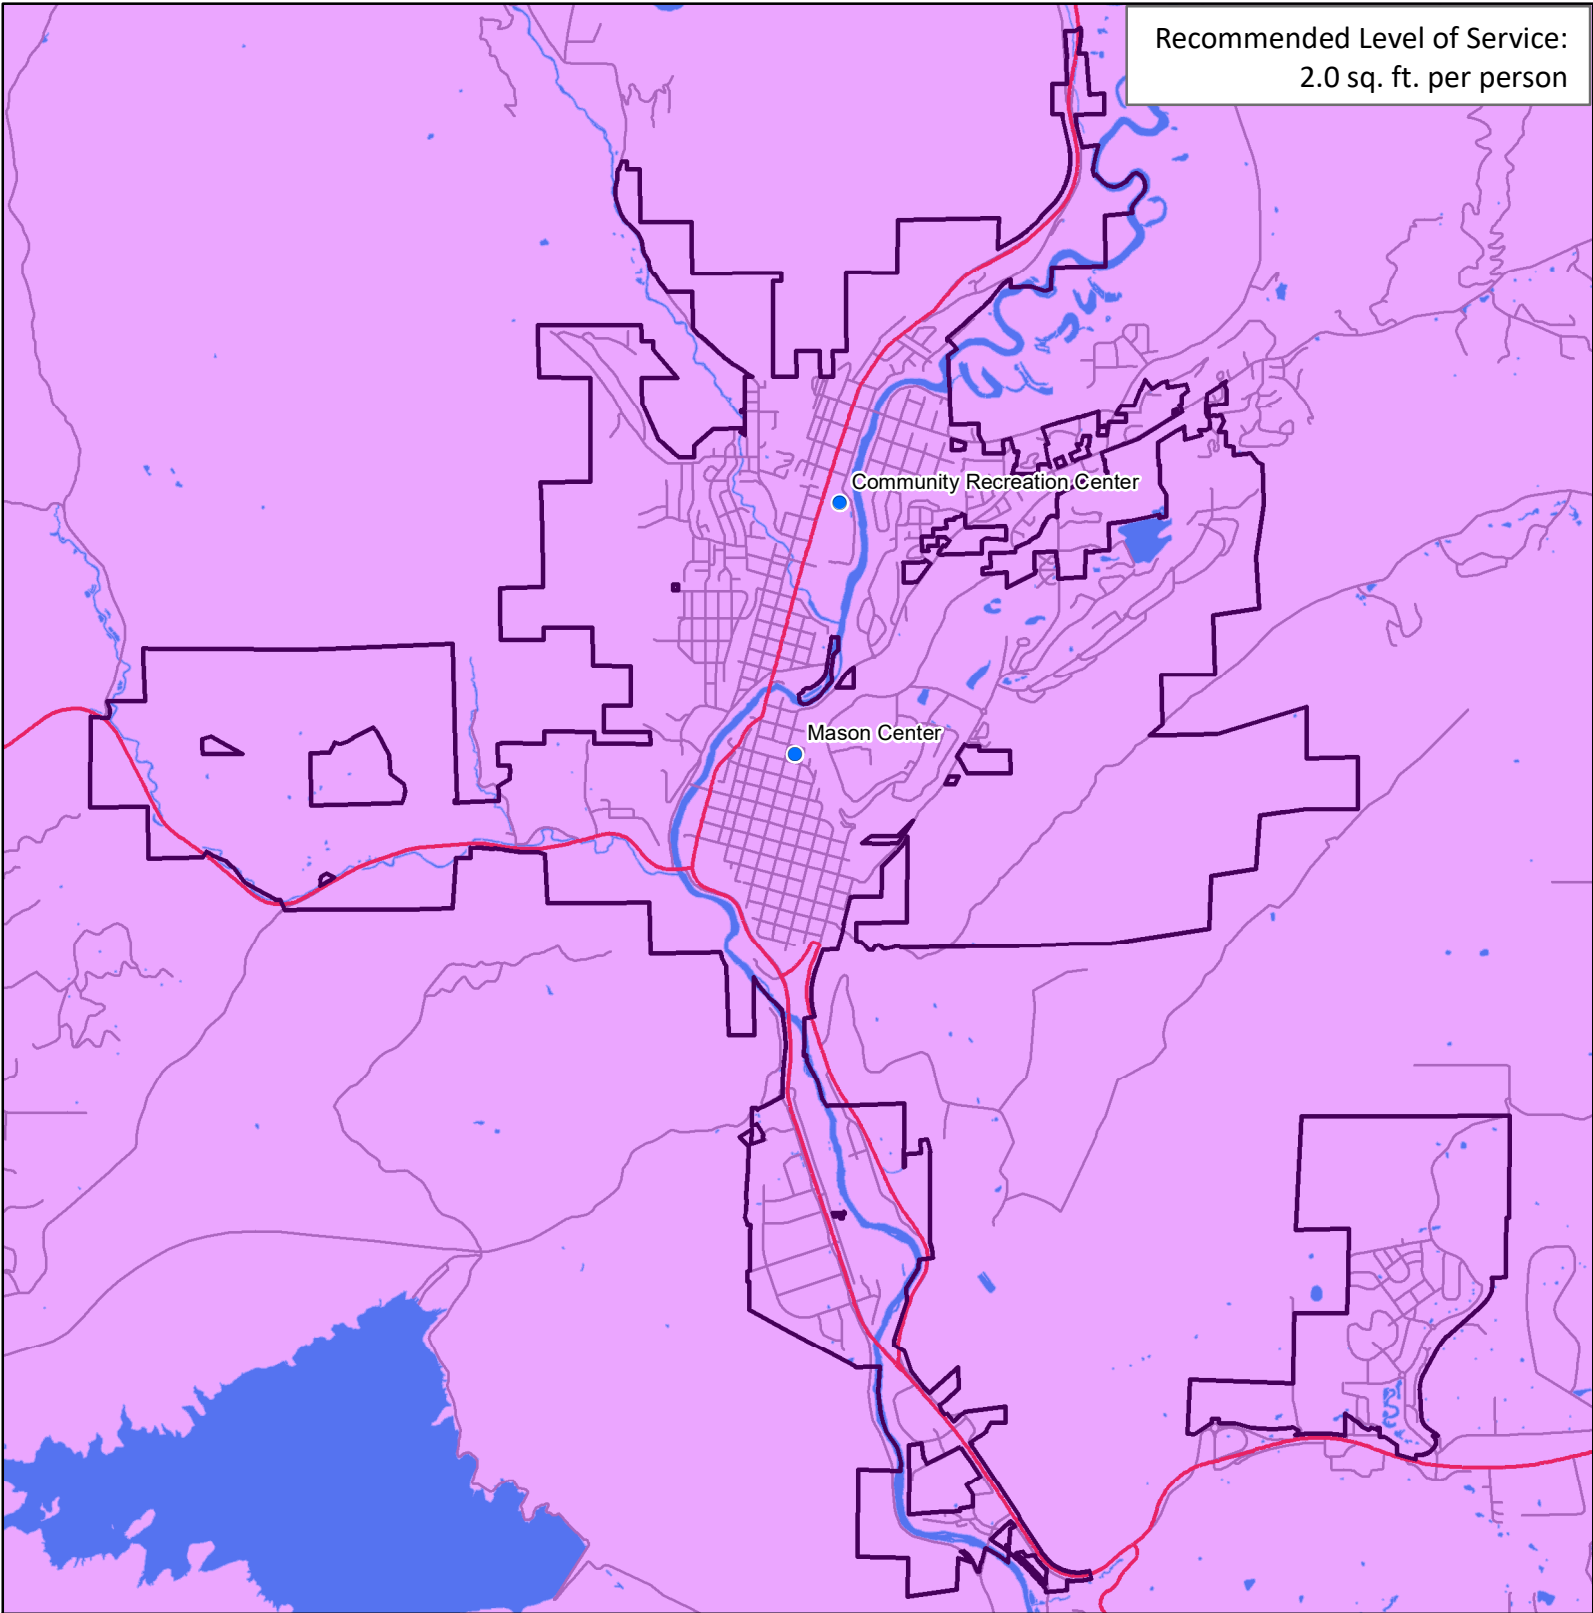 Recommended Level of Service:
2.0 sq. ft. per person
Community Recreation Center
Mason Center